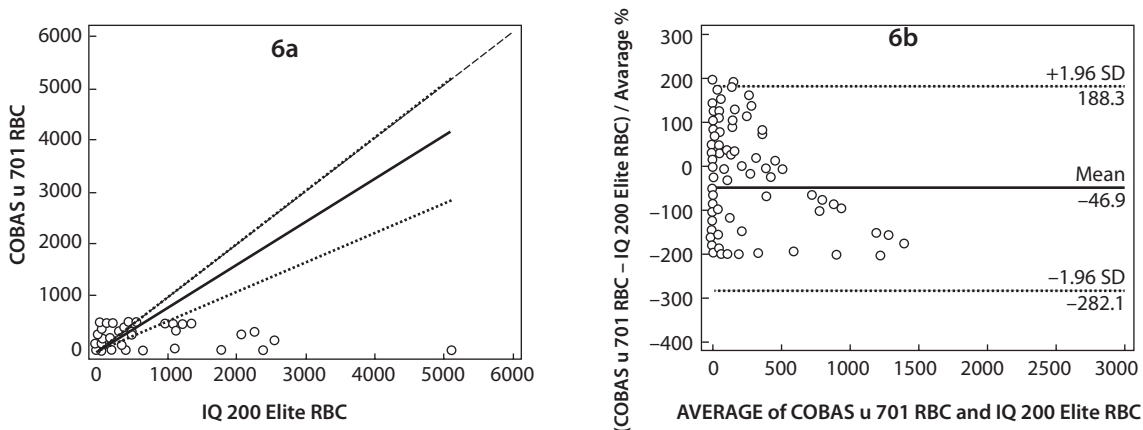 6a
COBAS u 701 RBC
6000
5000
4000
3000
2000
1000
0
0 1000 2000 3000 4000 5000 6000
IQ 200 Elite RBC
6b
(COBAS u 701 RBC – IQ 200 Elite RBC) / Avarage %
300
200
100
0
−100
−200
−300
−400
+1.96 SD
188.3
Mean
−46.9
−1.96 SD
−282.1
0 500 1000 1500 2000 2500 3000
AVERAGE of COBAS u 701 RBC and IQ 200 Elite RBC